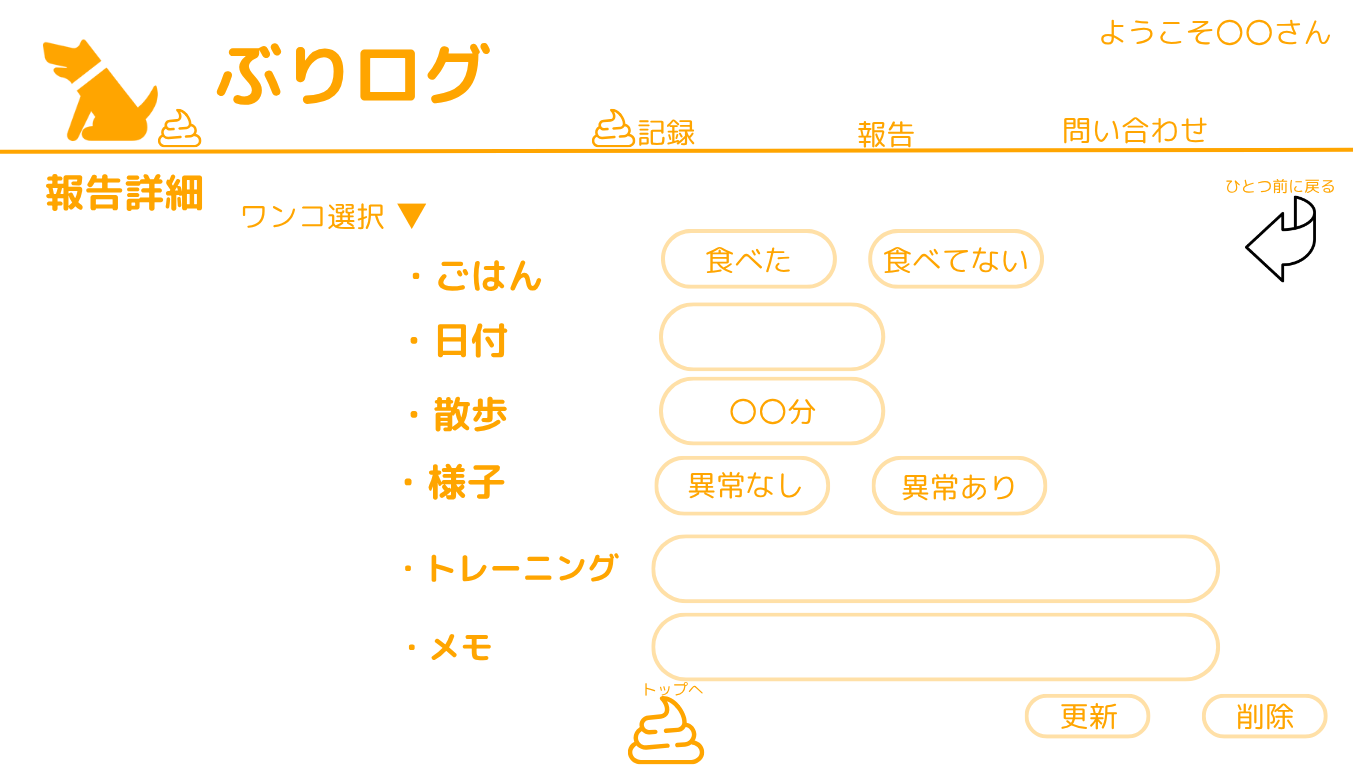 ようこそ〇〇さん
ぶりログ
記録
報告
問い合わせ
報告詳細
ひとつ前に戻る
ワンコ選択 ▼
・ごはん
食べた
食べてない
・日付
・散歩
〇〇分
・様子
異常なし
異常あり
・トレーニング
・メモ
トップへ
更新
削除